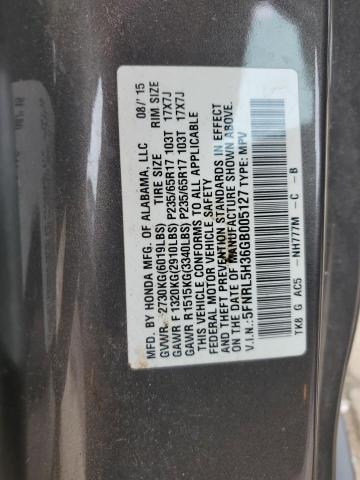 MFD. BY HONDA MFG. OF ALABAMA, LLC 08/'15
GVWR 2730KG(6019LBS) TIRE SIZE RIM SIZE
GAWR F 1320KG(2910LBS) P235/65R17 103T 17X7J
GAWR R 1515KG(3340LBS) P235/65R17 103T 17X7J
THIS VEHICLE CONFORMS TO ALL APPLICABLE
FEDERAL MOTOR VEHICLE SAFETY
AND THEFT PREVENTION STANDARDS IN EFFECT
ON THE DATE OF MANUFACTURE SHOWN ABOVE.
V.I.N.: 5FNRL5H36GB005127 TYPE: MPV
TK8 G AC5 -NH777M -C -B